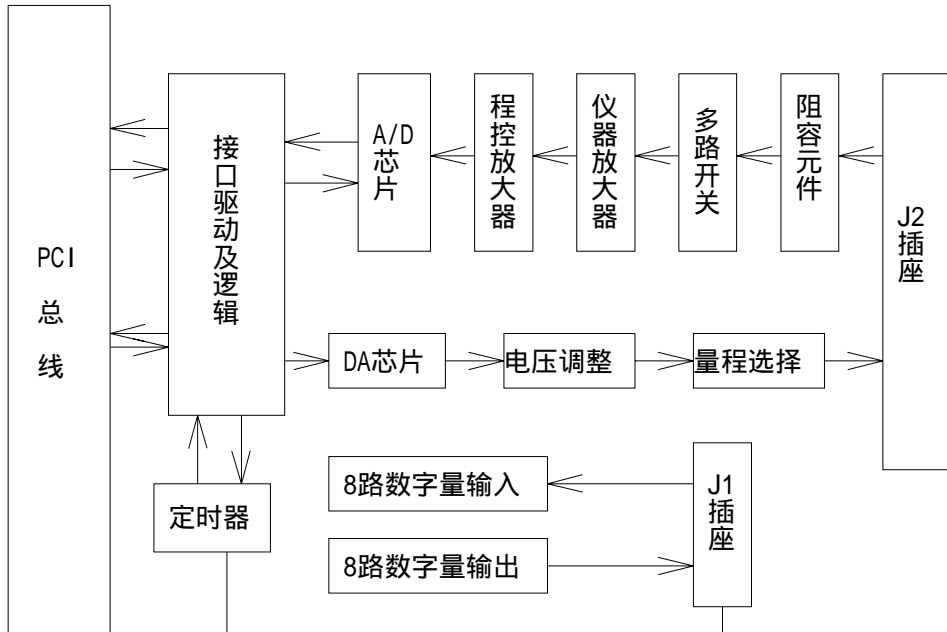 PCI
总
线
接口驱动及逻辑
A/D
芯
片
程控放大器
仪器放大器
多路开关
阻容元件
J2
插
座
DA芯片
电压调整
量程选择
定时器
8路数字量输入
8路数字量输出
J1
插
座